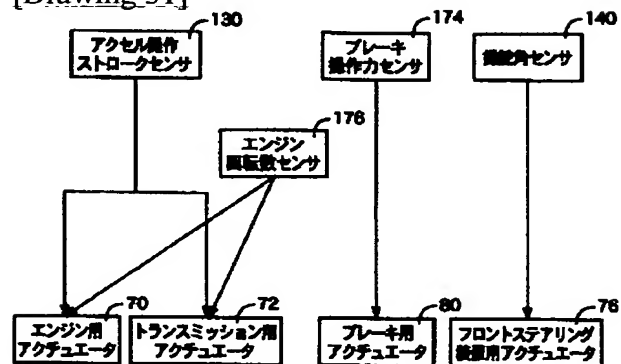 [Drawing 31]
130
アクセル操作
ストロークセンサ
174
ブレーキ
操作力センサ
140
操舵角センサ
176
エンジン
回転数センサ
70
エンジン用
アクチュエータ
72
トランスミッション用
アクチュエータ
80
ブレーキ用
アクチュエータ
76
フロントステアリング
装置用アクチュエータ